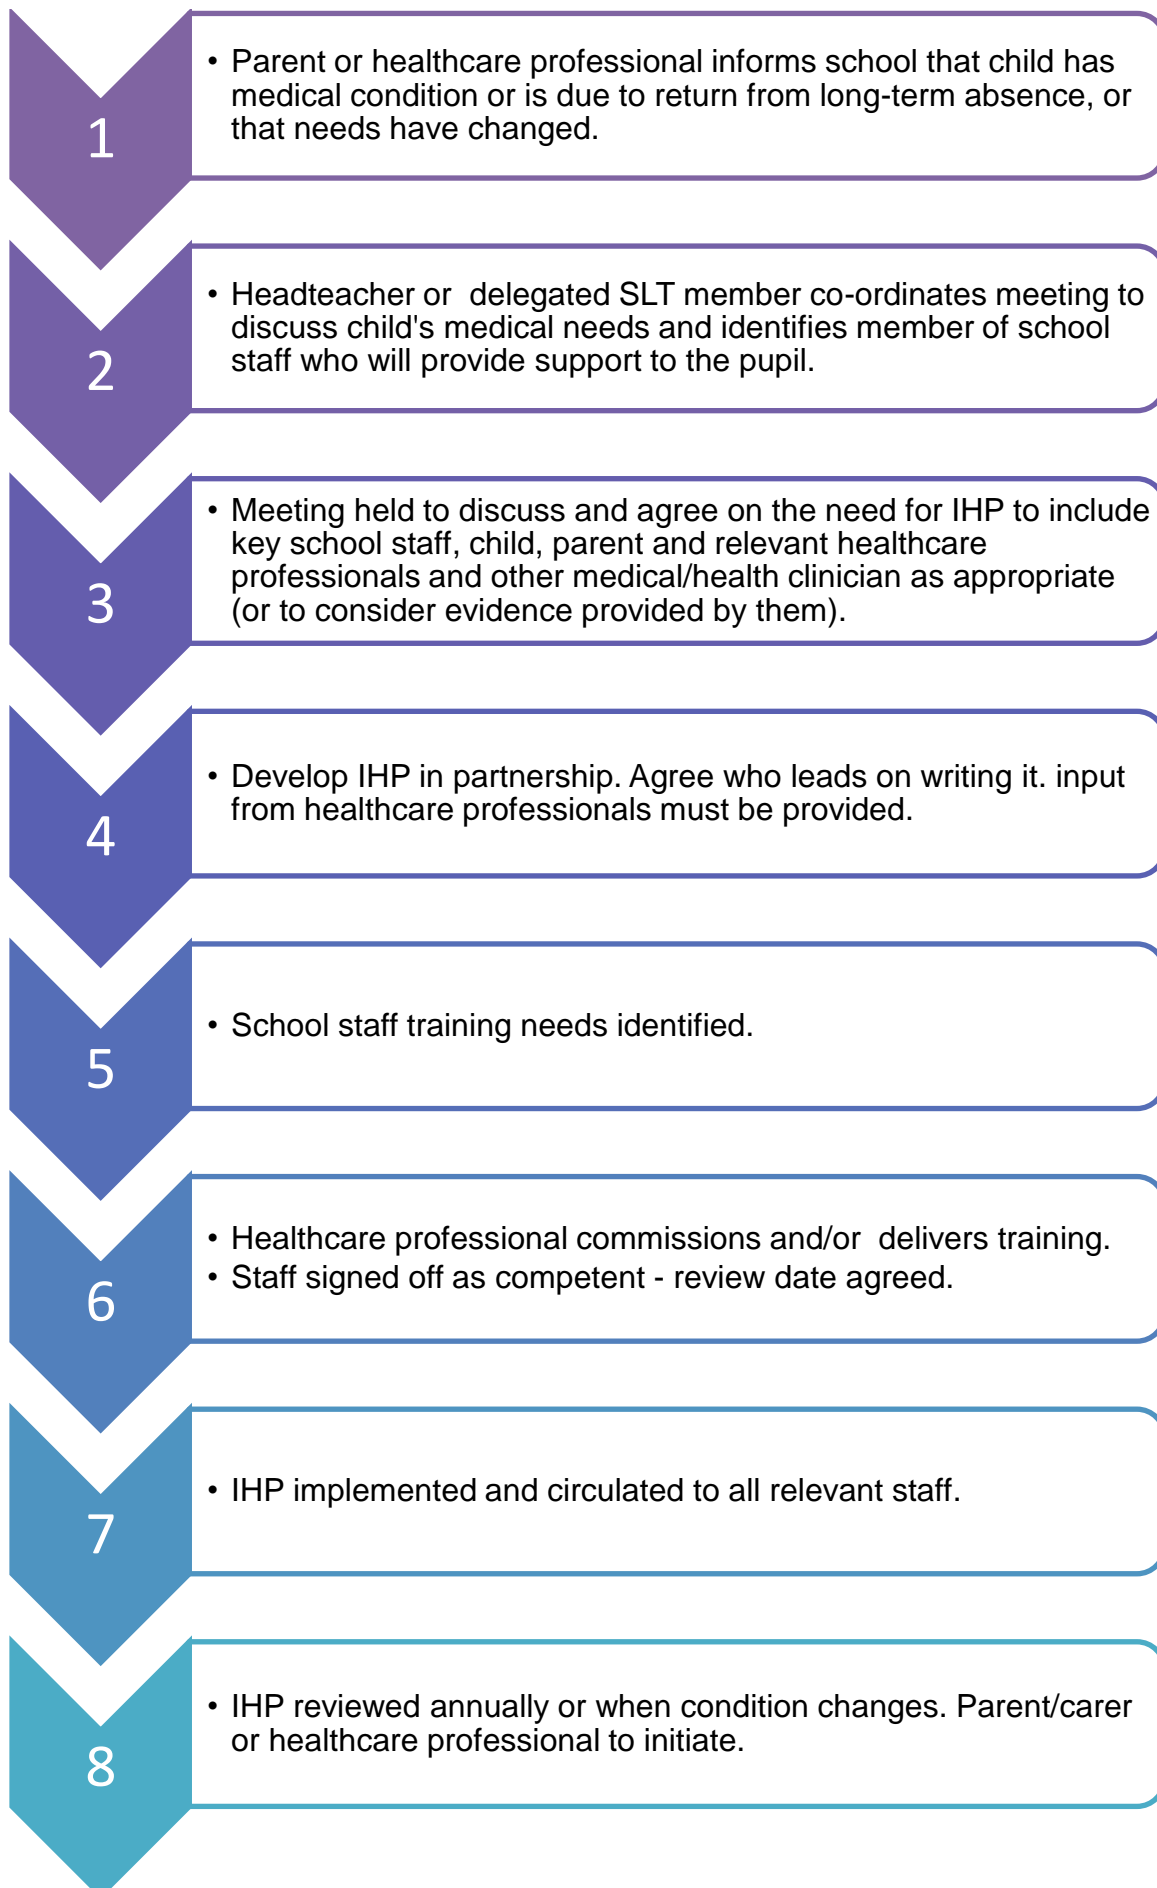 1
• Parent or healthcare professional informs school that child has
medical condition or is due to return from long-term absence, or
that needs have changed.
2
• Headteacher or  delegated SLT member co-ordinates meeting to
discuss child's medical needs and identifies member of school
staff who will provide support to the pupil.
3
• Meeting held to discuss and agree on the need for IHP to include
key school staff, child, parent and relevant healthcare
professionals and other medical/health clinician as appropriate
(or to consider evidence provided by them).
4
• Develop IHP in partnership. Agree who leads on writing it. input
from healthcare professionals must be provided.
5
• School staff training needs identified.
6
• Healthcare professional commissions and/or  delivers training.
• Staff signed off as competent - review date agreed.
7
• IHP implemented and circulated to all relevant staff.
8
• IHP reviewed annually or when condition changes. Parent/carer
or healthcare professional to initiate.